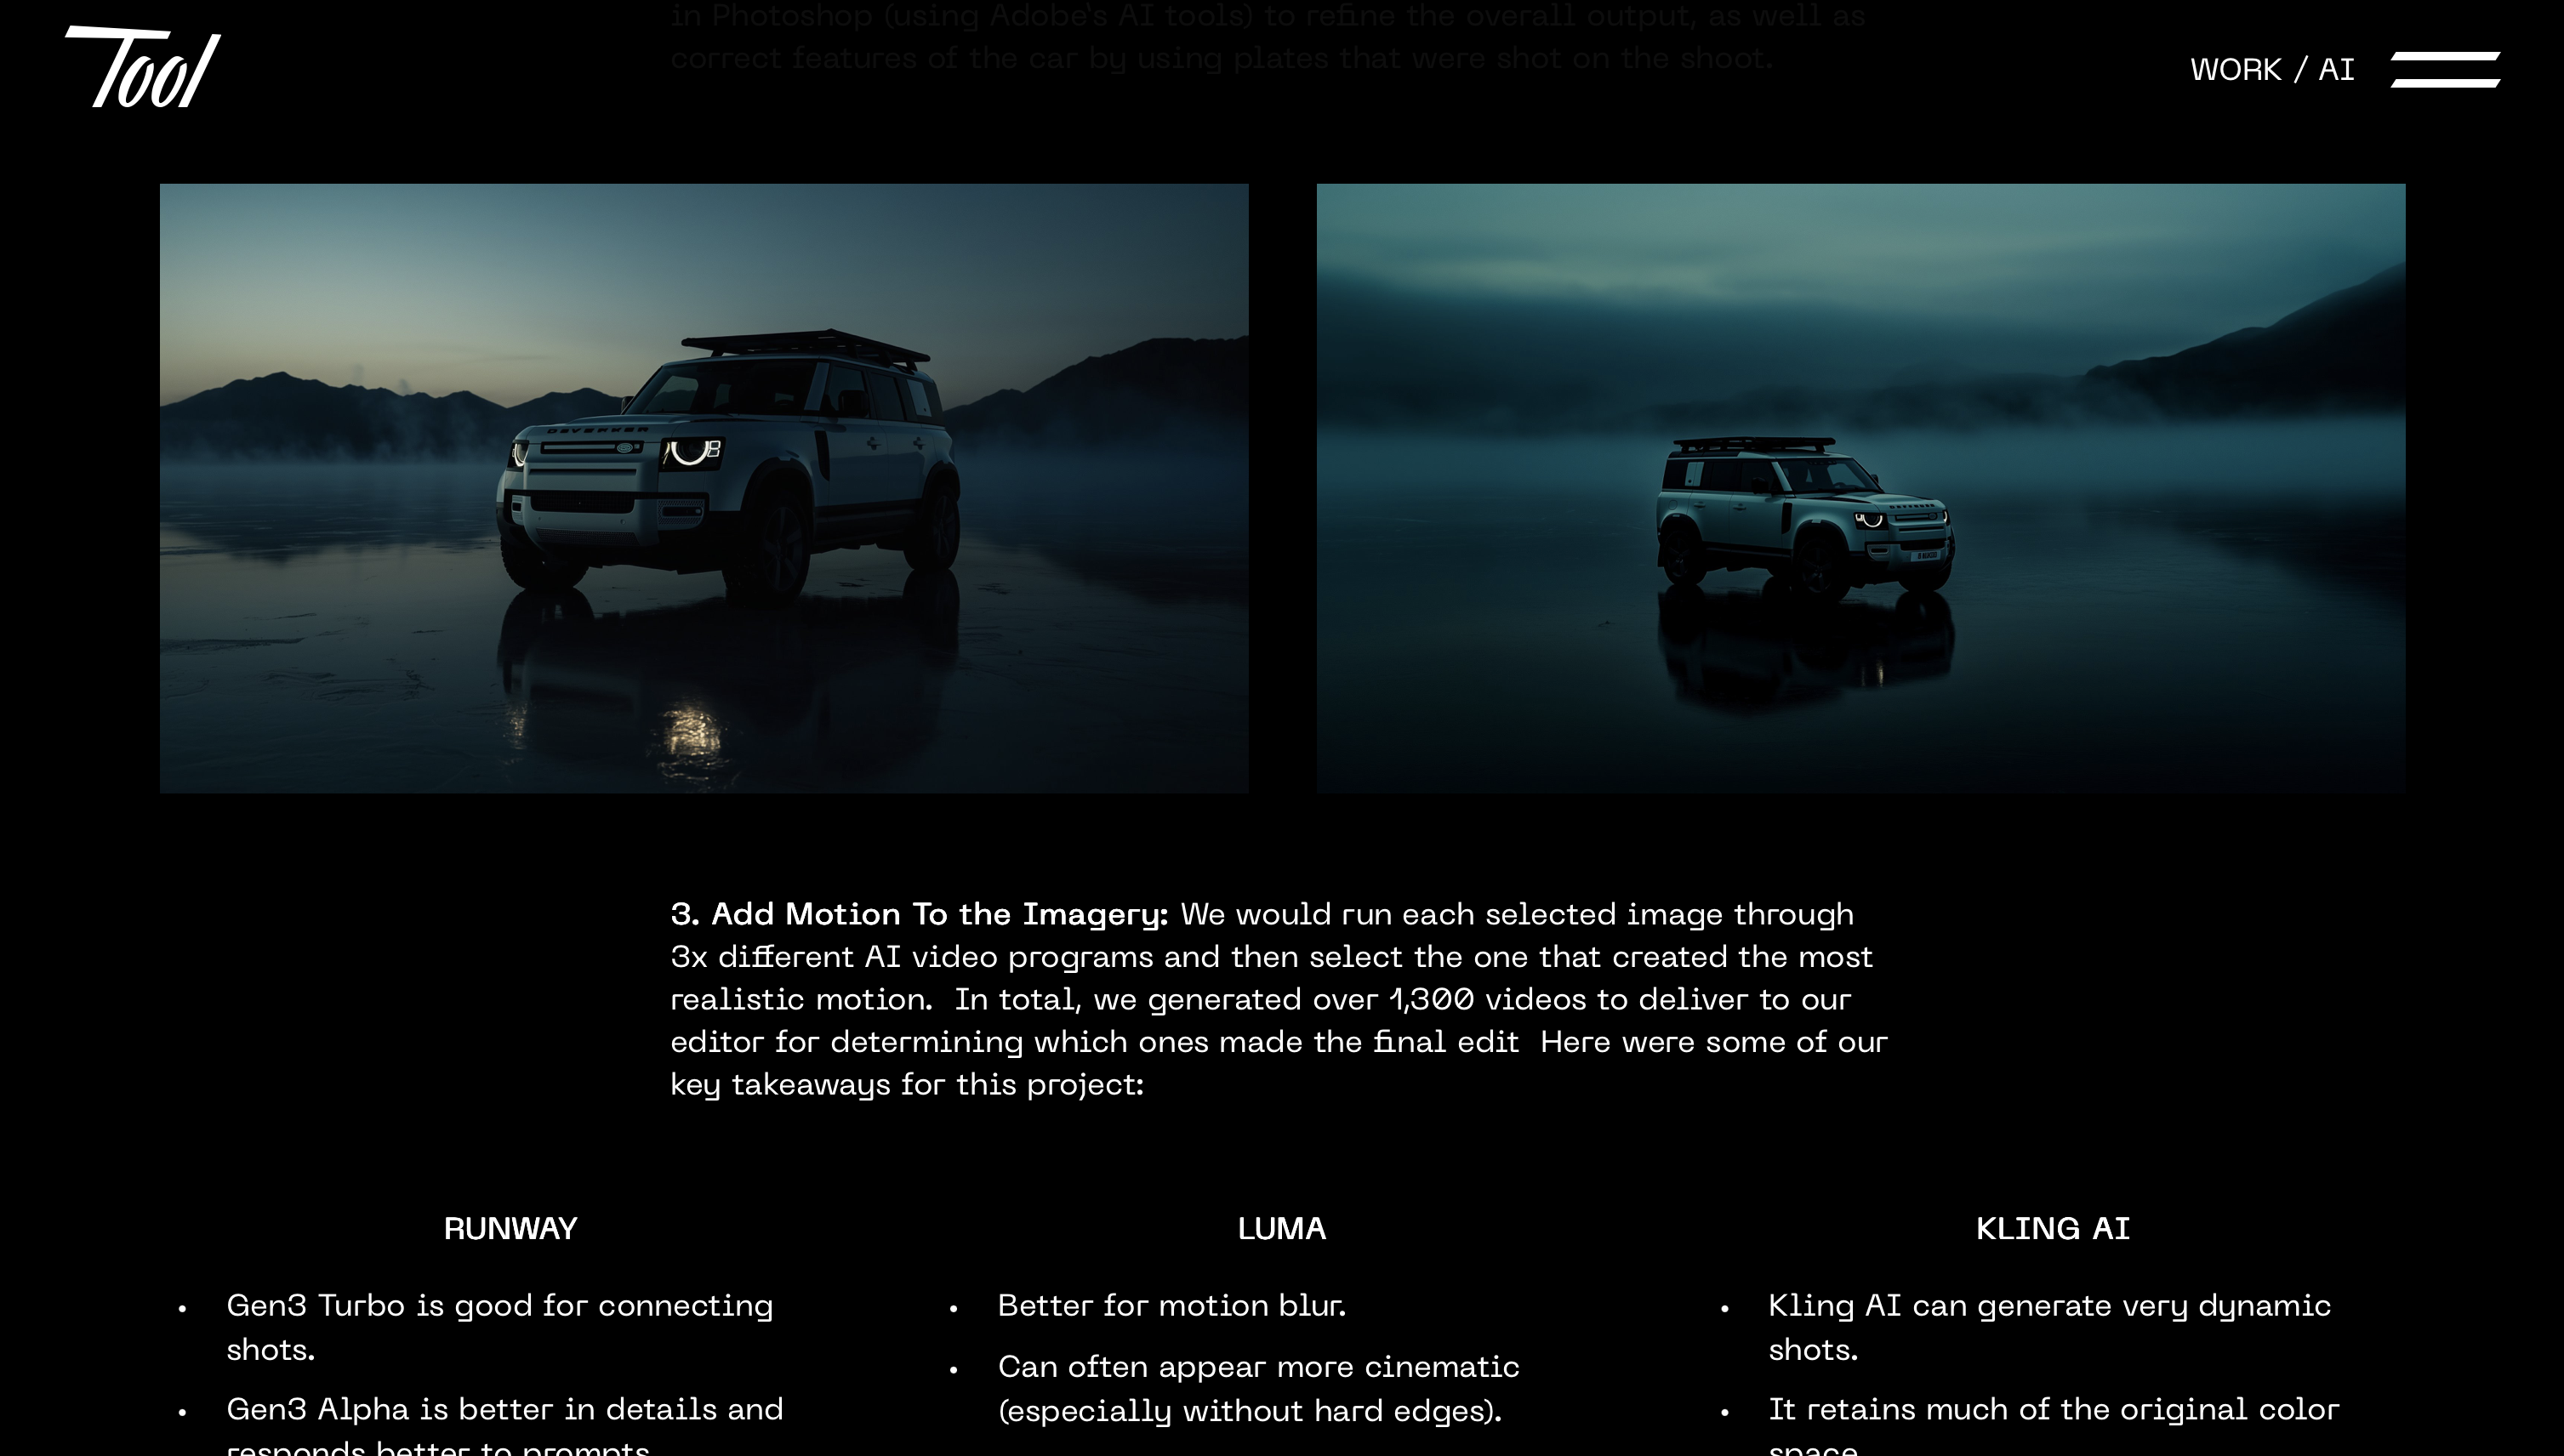 in Photoshop (using Adobe's AI tools) to refine the overall output, as well as
correct features of the car by using plates that were shot on the shoot.
Tool
WORK / AI
3. Add Motion To the Imagery: We would run each selected image through
3x different AI video programs and then select the one that created the most
realistic motion.  In total, we generated over 1,300 videos to deliver to our
editor for determining which ones made the final edit  Here were some of our
key takeaways for this project:
RUNWAY
• Gen3 Turbo is good for connecting
shots.
• Gen3 Alpha is better in details and
responds better to prompts
LUMA
• Better for motion blur.
• Can often appear more cinematic
(especially without hard edges).
KLING AI
• Kling AI can generate very dynamic
shots.
• It retains much of the original color
space